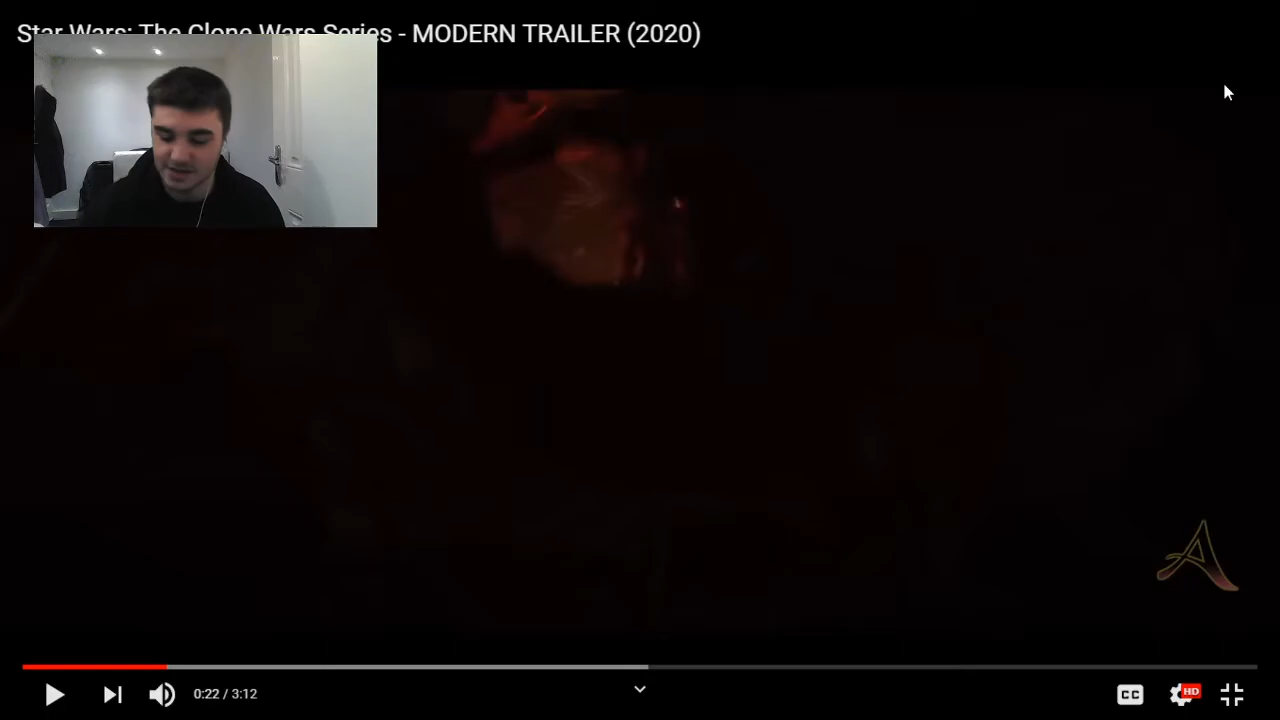 Star Wars: The Clone Wars Series - MODERN TRAILER (2020)
0:22 / 3:12
CC
HD